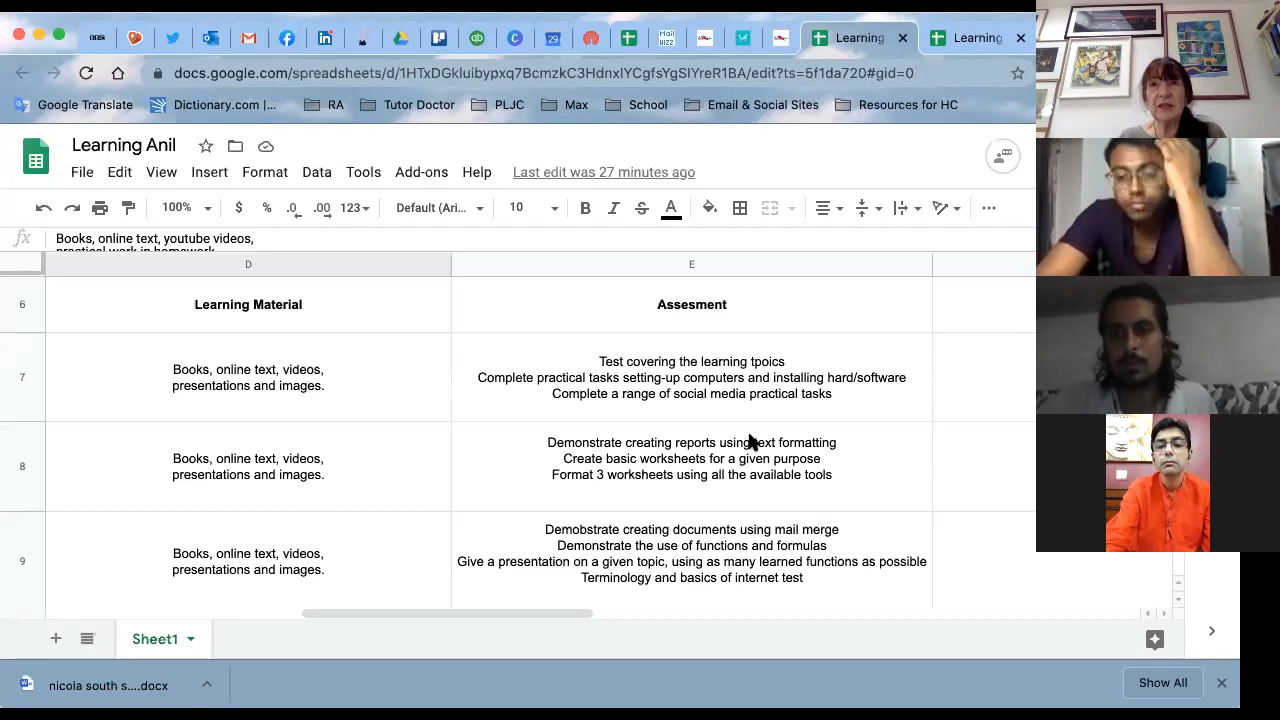 Learning
Learning
docs.google.com/spreadsheets/d/1HTxDGkluibypxv7BcmzkC3HdnxlYCgfsYgSIYreR1BA/edit?ts=5f1da720#gid=0
Google Translate
Dictionary.com |...
RA
Tutor Doctor
PLJC
Max
School
Email & Social Sites
Resources for HC
Learning Anil
File Edit View Insert Format Data Tools Add-ons Help Last edit was 27 minutes ago
100% $ % .0 .00 123 Default (Ari... 10 B I S A
fx
Books, online text, youtube videos,
practical work in homework
D E
6 Learning Material Assesment
7
Books, online text, videos,
presentations and images.
Test covering the learning tpoics
Complete practical tasks setting-up computers and installing hard/software
Complete a range of social media practical tasks
8
Books, online text, videos,
presentations and images.
Demonstrate creating reports using text formatting
Create basic worksheets for a given purpose
Format 3 worksheets using all the available tools
9
Books, online text, videos,
presentations and images.
Demobstrate creating documents using mail merge
Demonstrate the use of functions and formulas
Give a presentation on a given topic, using as many learned functions as possible
Terminology and basics of internet test
Sheet1
nicola south s....docx
Show All